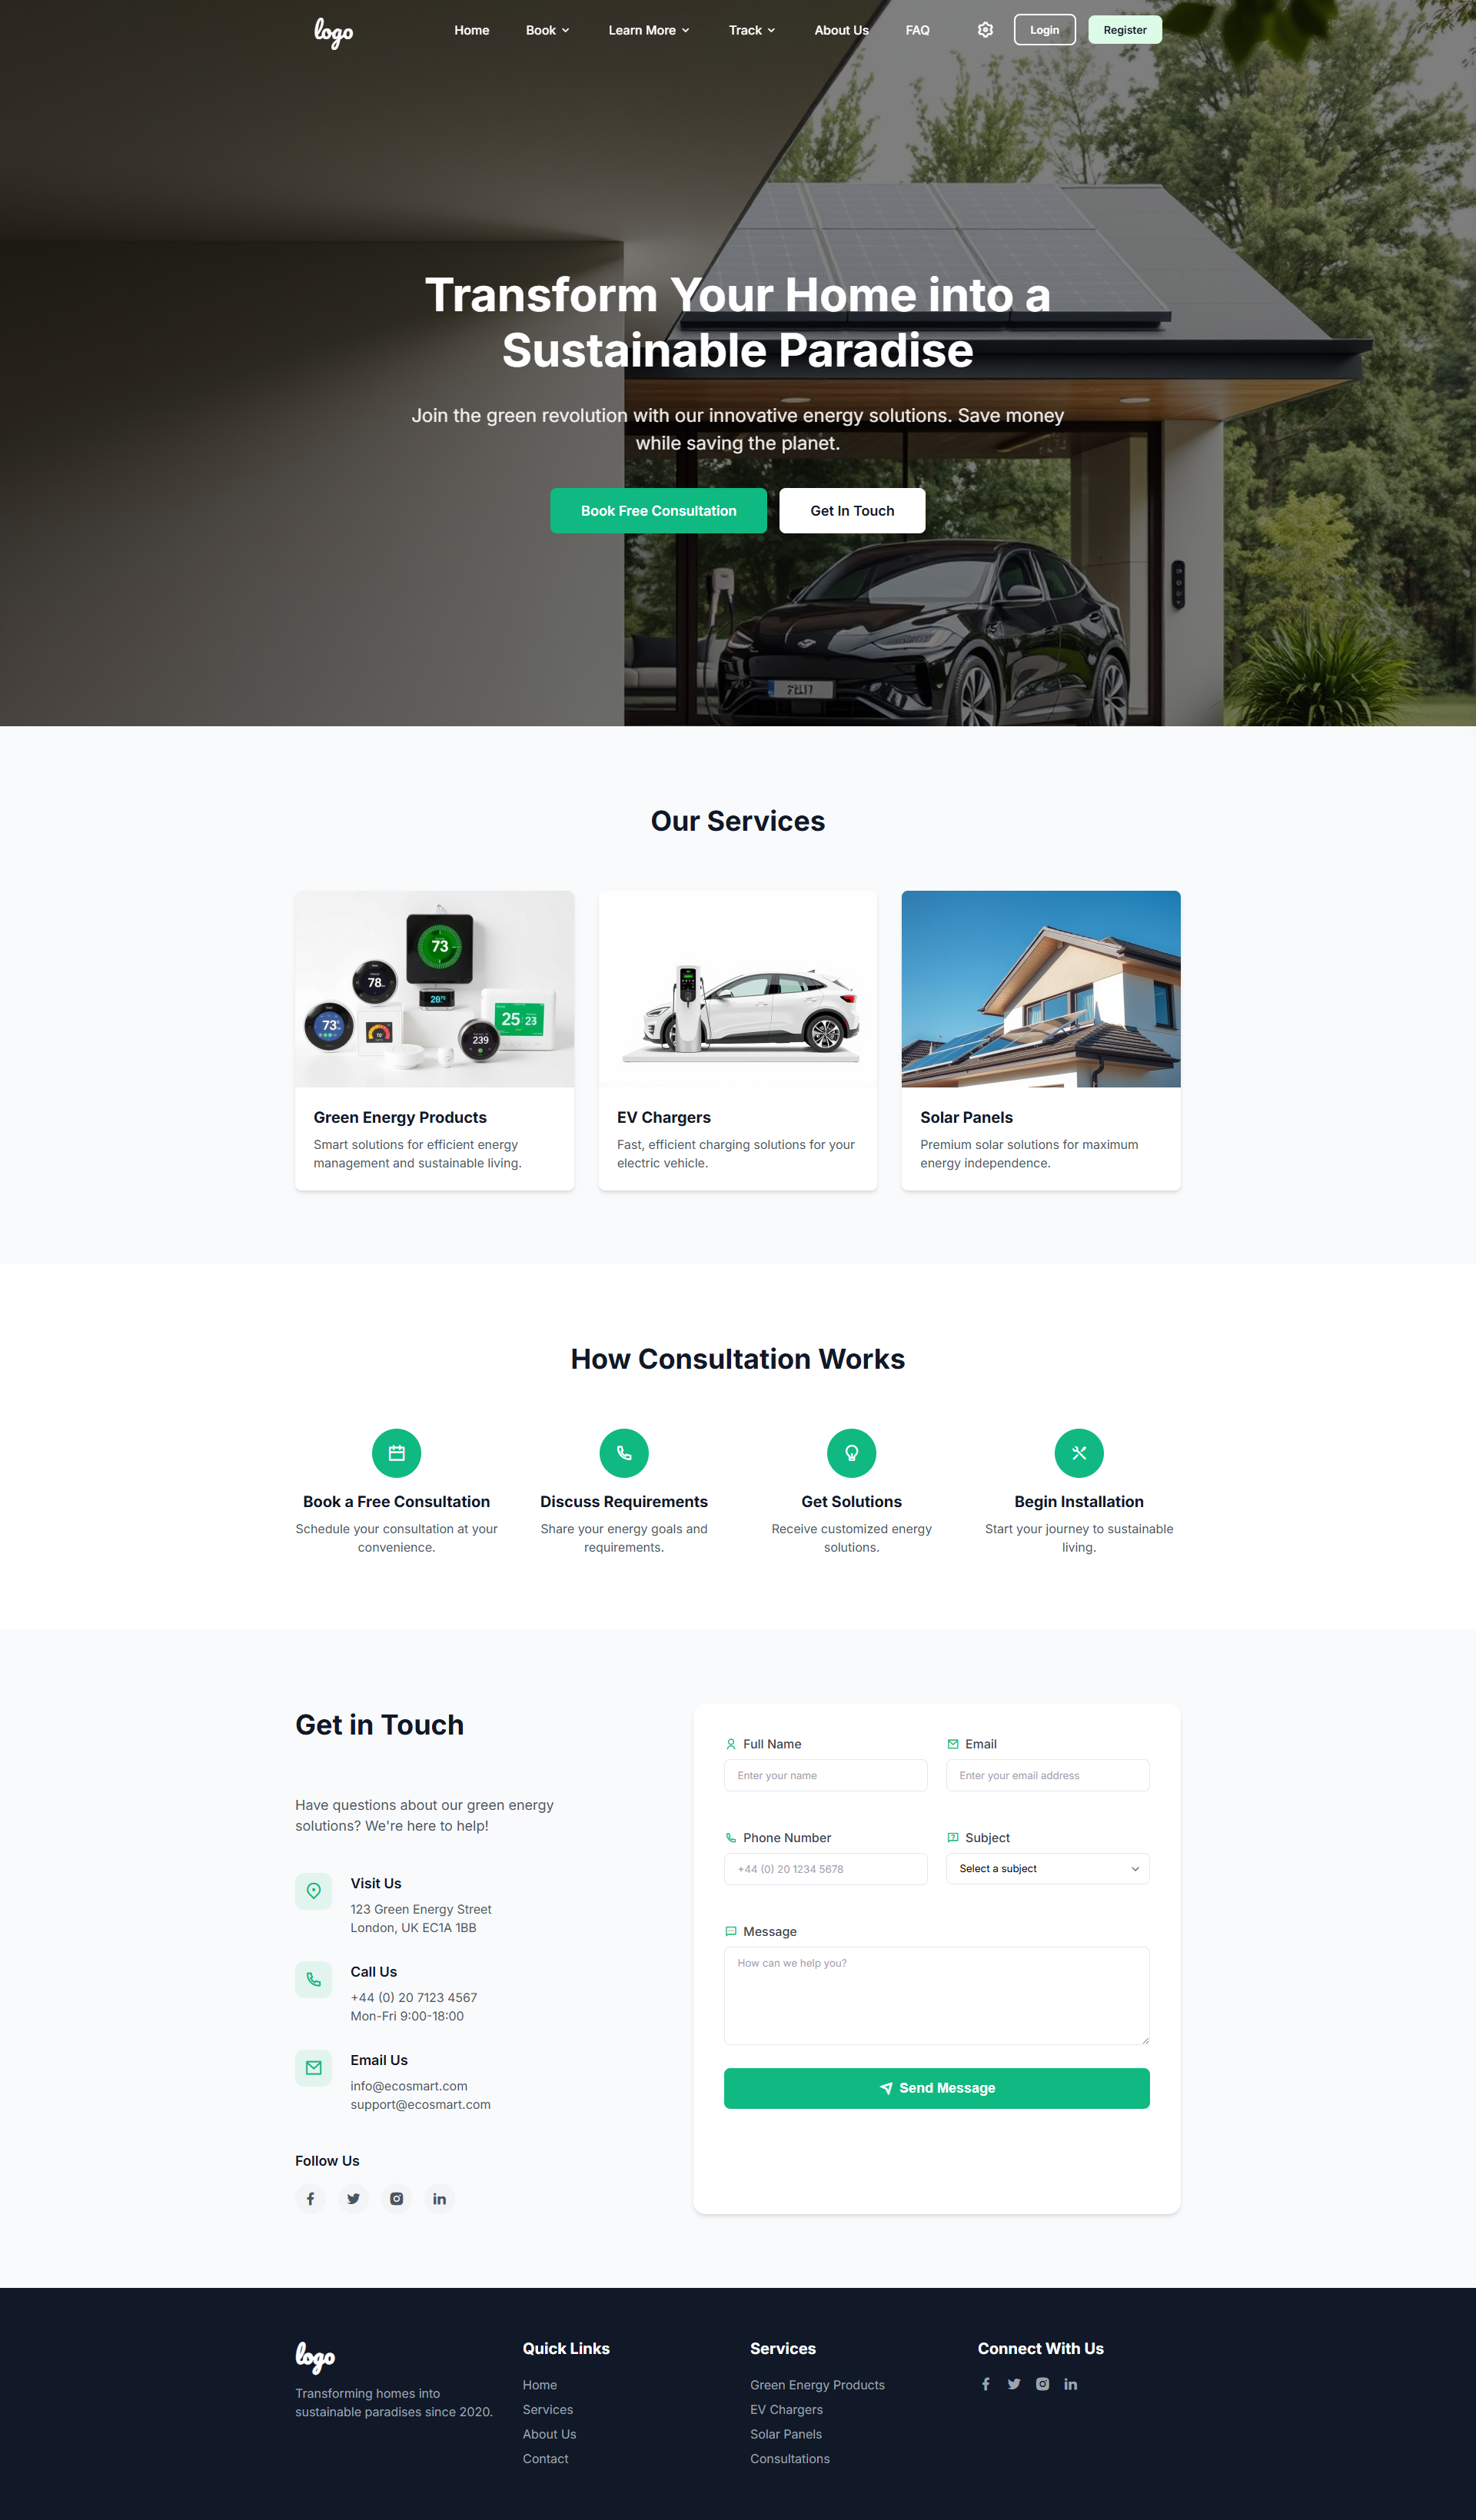 logo
Home
Book
Learn More
Track
About Us
FAQ
Login
Register
Transform Your Home into a
Sustainable Paradise
Join the green revolution with our innovative energy solutions. Save money
while saving the planet.
Book Free Consultation
Get In Touch
Our Services
73
78
73
25 23
239
Green Energy Products
Smart solutions for efficient energy
management and sustainable living.
EV Chargers
Fast, efficient charging solutions for your
electric vehicle.
Solar Panels
Premium solar solutions for maximum
energy independence.
How Consultation Works
Book a Free Consultation
Schedule your consultation at your
convenience.
Discuss Requirements
Share your energy goals and
requirements.
Get Solutions
Receive customized energy
solutions.
Begin Installation
Start your journey to sustainable
living.
Get in Touch
Have questions about our green energy
solutions? We're here to help!
Visit Us
123 Green Energy Street
London, UK EC1A 1BB
Call Us
+44 (0) 20 7123 4567
Mon-Fri 9:00-18:00
Email Us
info@ecosmart.com
support@ecosmart.com
Follow Us
Full Name
Enter your name
Email
Enter your email address
Phone Number
+44 (0) 20 1234 5678
Subject
Select a subject
Message
How can we help you?
Send Message
logo
Transforming homes into
sustainable paradises since 2020.
Quick Links
Home
Services
About Us
Contact
Services
Green Energy Products
EV Chargers
Solar Panels
Consultations
Connect With Us